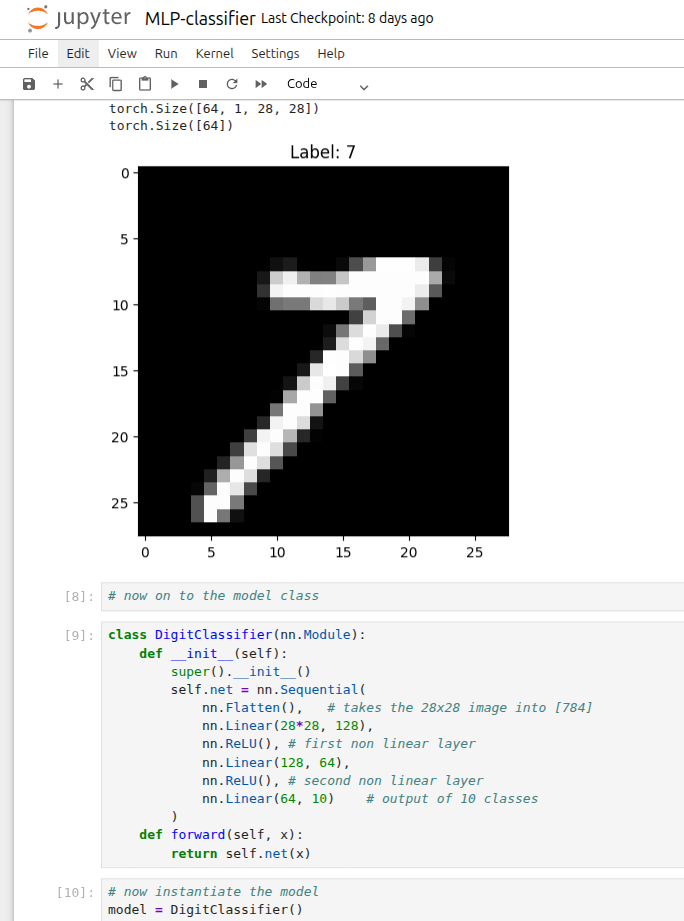 jupyter MLP-classifier Last Checkpoint: 8 days ago
File Edit View Run Kernel Settings Help
Code
torch.Size([64, 1, 28, 28])
torch.Size([64])
Label: 7
0
5
10
15
20
25
0 5 10 15 20 25
[8]: # now on to the model class
[9]: class DigitClassifier(nn.Module):
    def __init__(self):
        super().__init__()
        self.net = nn.Sequential(
            nn.Flatten(),   # takes the 28x28 image into [784]
            nn.Linear(28*28, 128),
            nn.ReLU(), # first non linear layer
            nn.Linear(128, 64),
            nn.ReLU(), # second non linear layer
            nn.Linear(64, 10)    # output of 10 classes
        )
    def forward(self, x):
        return self.net(x)
[10]: # now instantiate the model
model = DigitClassifier()